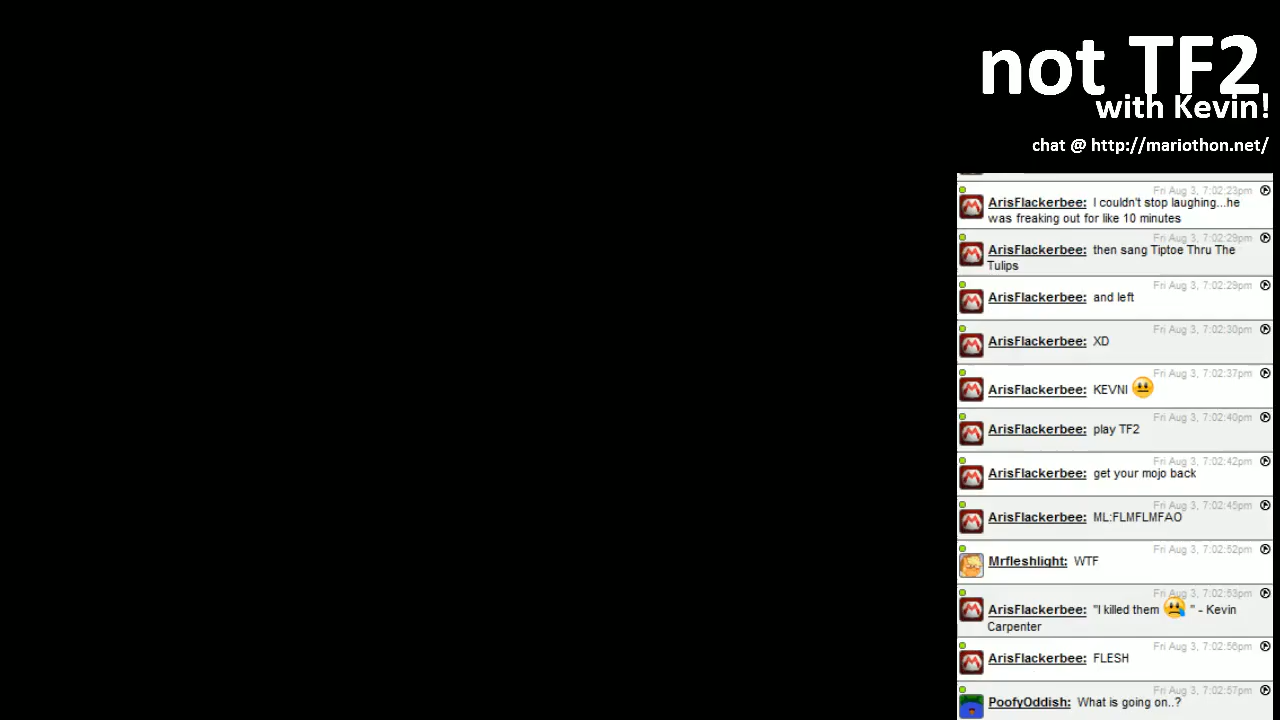 not TF2
with Kevin!
chat @ http://mariothon.net/
Fri Aug 3, 7:02:23pm
ArisFlackerbee: I couldn't stop laughing...he
was freaking out for like 10 minutes
Fri Aug 3, 7:02:29pm
ArisFlackerbee: then sang Tiptoe Thru The
Tulips
Fri Aug 3, 7:02:29pm
ArisFlackerbee: and left
Fri Aug 3, 7:02:30pm
ArisFlackerbee: XD
Fri Aug 3, 7:02:37pm
ArisFlackerbee: KEVNI
Fri Aug 3, 7:02:40pm
ArisFlackerbee: play TF2
Fri Aug 3, 7:02:42pm
ArisFlackerbee: get your mojo back
Fri Aug 3, 7:02:45pm
ArisFlackerbee: ML:FLMFLMFAO
Fri Aug 3, 7:02:52pm
Mrfleshlight: WTF
Fri Aug 3, 7:02:53pm
ArisFlackerbee: "I killed them " - Kevin
Carpenter
Fri Aug 3, 7:02:56pm
ArisFlackerbee: FLESH
Fri Aug 3, 7:02:57pm
PoofyOddish: What is going on..?